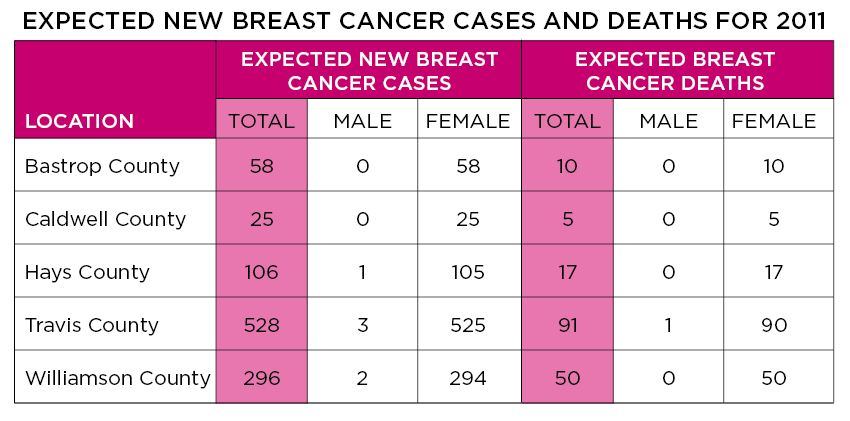 EXPECTED NEW BREAST CANCER CASES AND DEATHS FOR 2011
EXPECTED NEW BREAST CANCER CASES
EXPECTED BREAST CANCER DEATHS
LOCATION TOTAL MALE FEMALE TOTAL MALE FEMALE
Bastrop County 58 0 58 10 0 10
Caldwell County 25 0 25 5 0 5
Hays County 106 1 105 17 0 17
Travis County 528 3 525 91 1 90
Williamson County 296 2 294 50 0 50